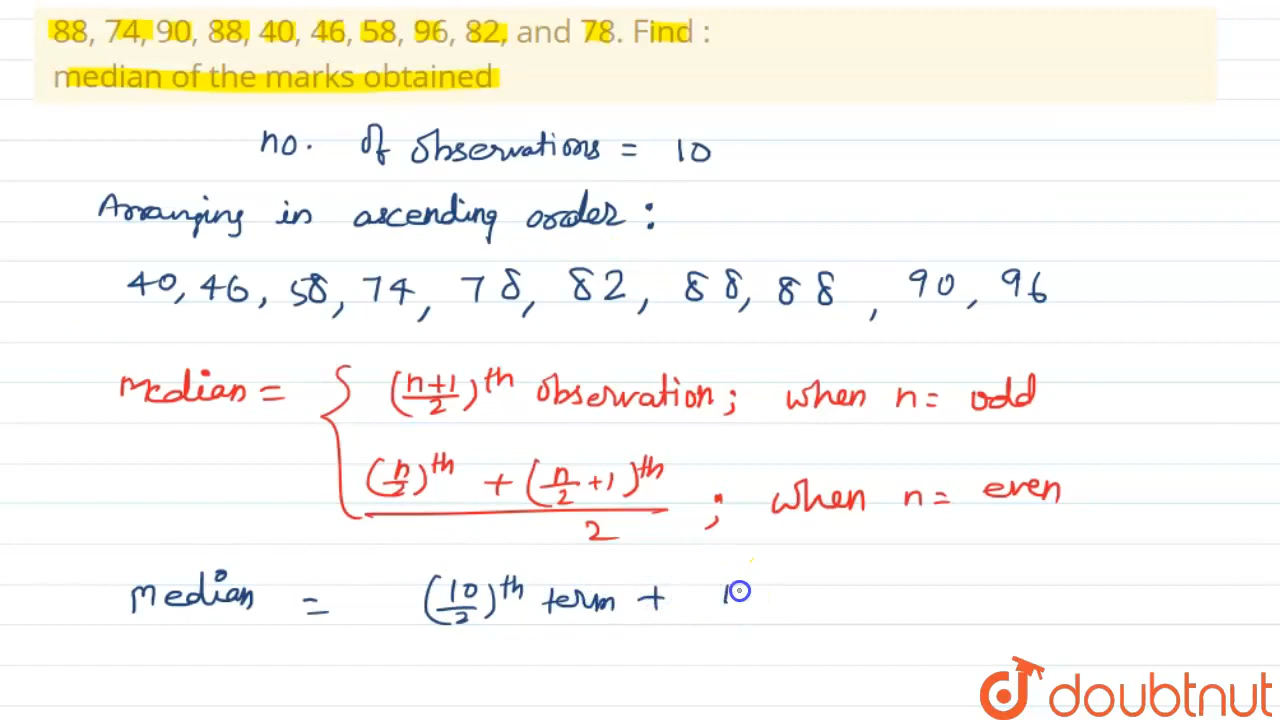 88, 74, 90, 88, 40, 46, 58, 96, 82, and 78. Find :
median of the marks obtained
no. of observations = 10
Arranging in ascending order :
40, 46, 58, 74, 78, 82, 88, 88, 90, 96
Median = { ((n+1)/2)^th observation ; when n = odd
((n/2)^th + (n/2 + 1)^th)/2 ; when n = even
Median = (10/2)^th term +
doubtnut